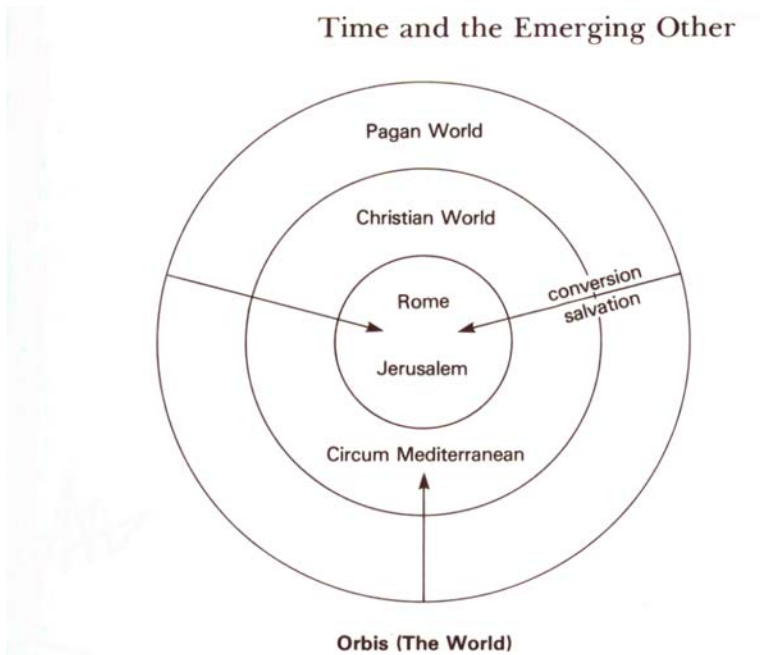 Time and the Emerging Other
Pagan World
Christian World
Rome
conversion
salvation
Jerusalem
Circum Mediterranean
Orbis (The World)